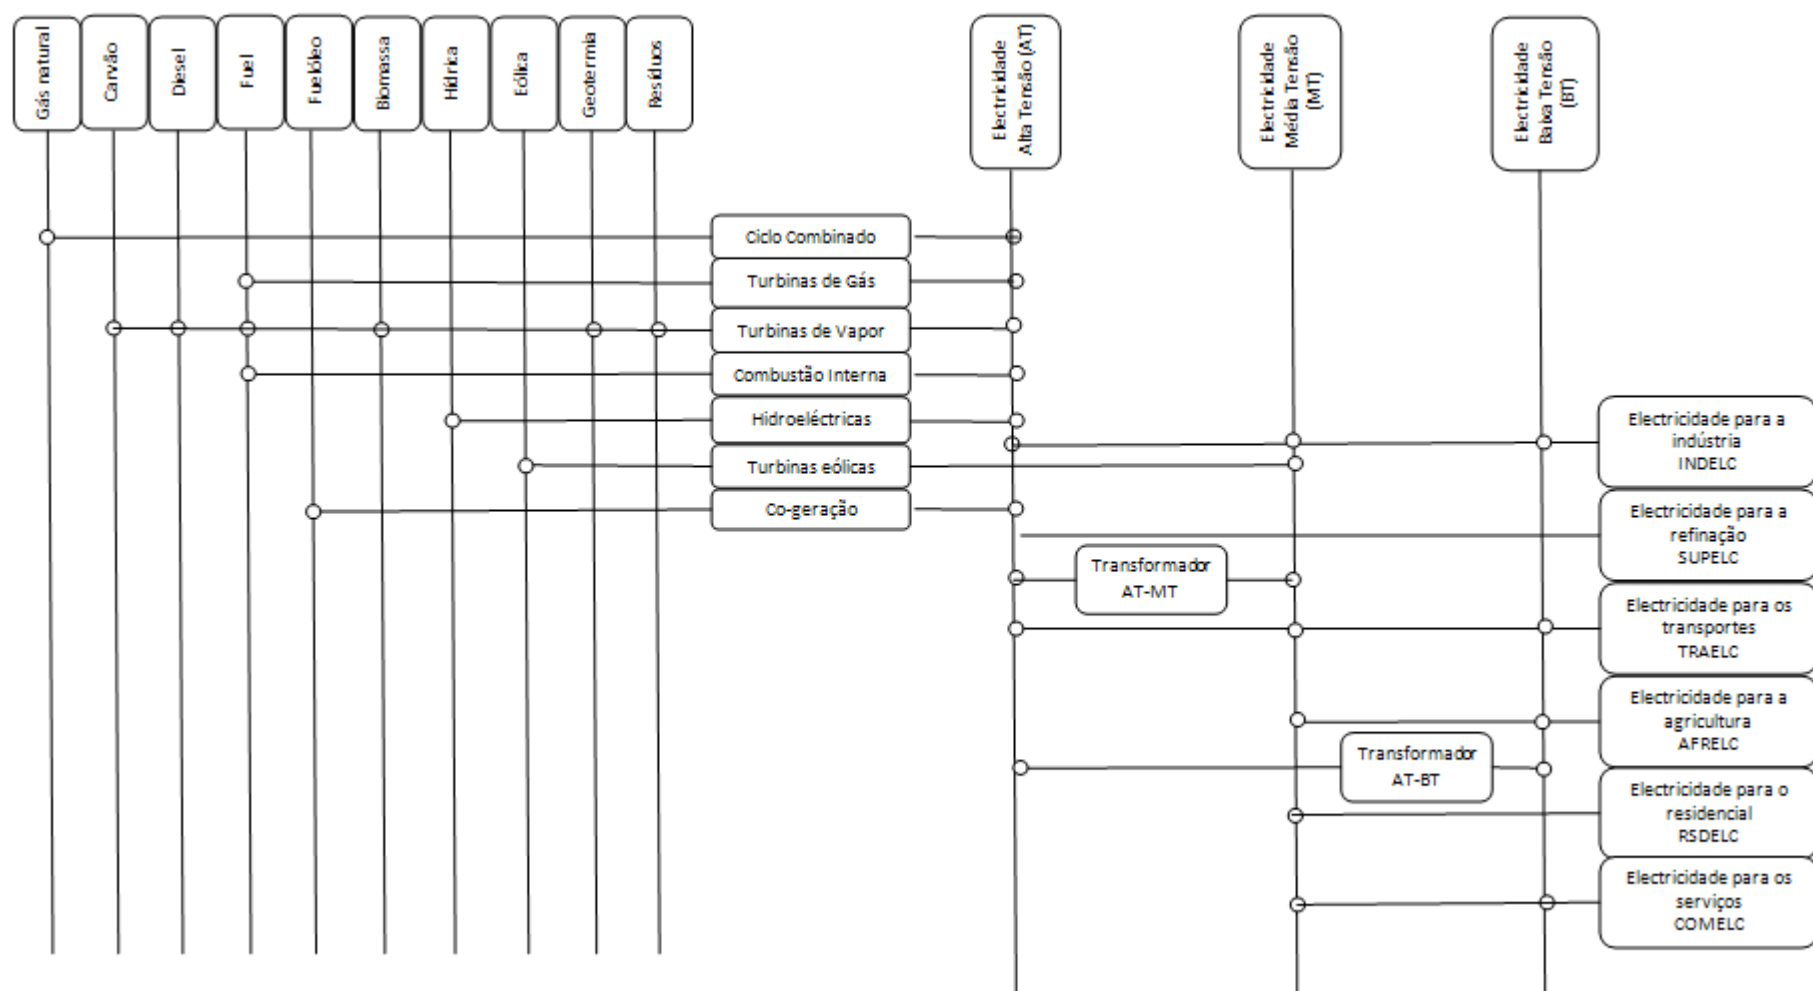 Gás natural
Carvão
Diesel
Fuel
Fuelóleo
Biomassa
Hídrica
Eólica
Geotermia
Resíduos
Electricidade
Alta Tensão (AT)
Electricidade
Média Tensão
(MT)
Electricidade
Baixa Tensão
(BT)
Ciclo Combinado
Turbinas de Gás
Turbinas de Vapor
Combustão Interna
Hidroeléctricas
Turbinas eólicas
Co-geração
Transformador
AT-MT
Transformador
AT-BT
Electricidade para a
indústria
INDELC
Electricidade para a
refinação
SUPELC
Electricidade para os
transportes
TRAELC
Electricidade para a
agricultura
AFRELC
Electricidade para o
residencial
RSDELC
Electricidade para os
serviços
COMELC